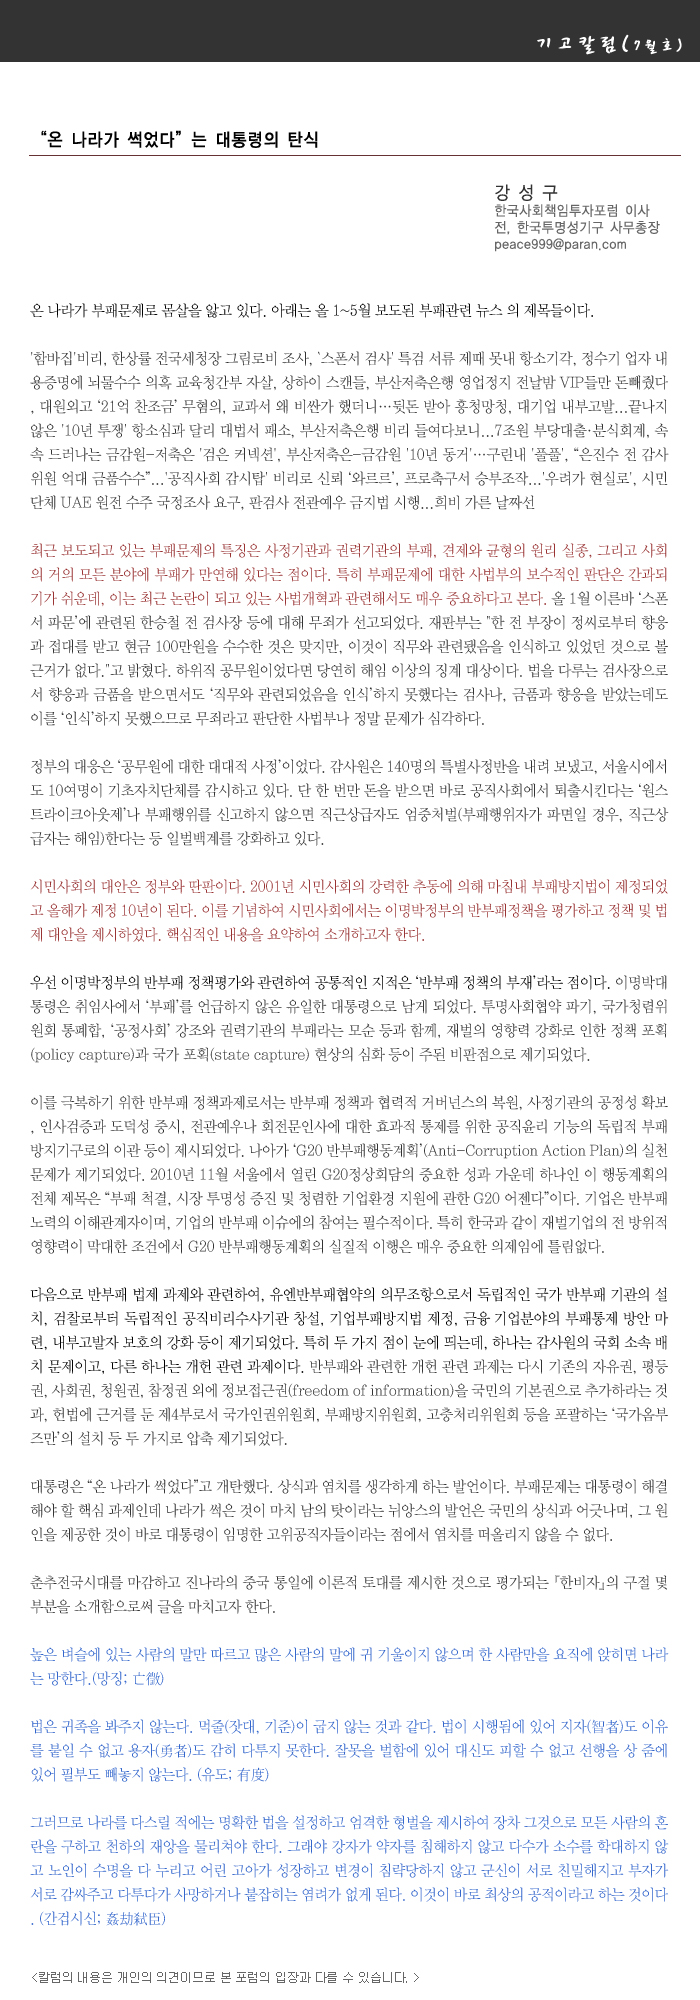 기고칼럼(7월호)
“온 나라가 썩었다” 는 대통령의 탄식
강 성 구
한국사회책임투자포럼 이사
전, 한국투명성기구 사무총장
peace999@paran.com
온 나라가 부패문제로 몸살을 앓고 있다. 아래는 올 1~5월 보도된 부패관련 뉴스 의 제목들이다.
'함바집'비리, 한상률 전국세청장 그림로비 조사, `스폰서 검사' 특검 서류 제때 못내 항소기각, 정수기 업자 내
용증명에 뇌물수수 의혹 교육청간부 자살, 상하이 스캔들, 부산저축은행 영업정지 전날밤 VIP들만 돈빼줬다
, 대원외고 ‘21억 찬조금’ 무혐의, 교과서 왜 비싼가 했더니…뒷돈 받아 흥청망청, 대기업 내부고발...끝나지
않은 '10년 투쟁' 항소심과 달리 대법서 패소, 부산저축은행 비리 들여다보니...7조원 부당대출·분식회계, 속
속 드러나는 금감원-저축은 '검은 커넥션', 부산저축은-금감원 '10년 동거'…구린내 '풀풀', “은진수 전 감사
위원 억대 금품수수”...'공직사회 감시탑' 비리로 신뢰 ‘와르르’, 프로축구서 승부조작...'우려가 현실로', 시민
단체 UAE 원전 수주 국정조사 요구, 판검사 전관예우 금지법 시행...희비 가른 날짜선
최근 보도되고 있는 부패문제의 특징은 사정기관과 권력기관의 부패, 견제와 균형의 원리 실종, 그리고 사회
의 거의 모든 분야에 부패가 만연해 있다는 점이다. 특히 부패문제에 대한 사법부의 보수적인 판단은 간과되
기가 쉬운데, 이는 최근 논란이 되고 있는 사법개혁과 관련해서도 매우 중요하다고 본다. 올 1월 이른바 ‘스폰
서 파문’에 관련된 한승철 전 검사장 등에 대해 무죄가 선고되었다. 재판부는 "한 전 부장이 정씨로부터 향응
과 접대를 받고 현금 100만원을 수수한 것은 맞지만, 이것이 직무와 관련됐음을 인식하고 있었던 것으로 볼
근거가 없다."고 밝혔다. 하위직 공무원이었다면 당연히 해임 이상의 징계 대상이다. 법을 다루는 검사장으로
서 향응과 금품을 받으면서도 ‘직무와 관련되었음을 인식’하지 못했다는 검사나, 금품과 향응을 받았는데도
이를 ‘인식’하지 못했으므로 무죄라고 판단한 사법부나 정말 문제가 심각하다.
정부의 대응은 ‘공무원에 대한 대대적 사정’이었다. 감사원은 140명의 특별사정반을 내려 보냈고, 서울시에서
도 10여명이 기초자치단체를 감시하고 있다. 단 한 번만 돈을 받으면 바로 공직사회에서 퇴출시킨다는 ‘원스
트라이크아웃제’나 부패행위를 신고하지 않으면 직근상급자도 엄중처벌(부패행위자가 파면일 경우, 직근상
급자는 해임)한다는 등 일벌백계를 강화하고 있다.
시민사회의 대안은 정부와 딴판이다. 2001년 시민사회의 강력한 추동에 의해 마침내 부패방지법이 제정되었
고 올해가 제정 10년이 된다. 이를 기념하여 시민사회에서는 이명박정부의 반부패정책을 평가하고 정책 및 법
제 대안을 제시하였다. 핵심적인 내용을 요약하여 소개하고자 한다.
우선 이명박정부의 반부패 정책평가와 관련하여 공통적인 지적은 ‘반부패 정책의 부재’라는 점이다. 이명박대
통령은 취임사에서 ‘부패’를 언급하지 않은 유일한 대통령으로 남게 되었다. 투명사회협약 파기, 국가청렴위
원회 통폐합, ‘공정사회’ 강조와 권력기관의 부패라는 모순 등과 함께, 재벌의 영향력 강화로 인한 정책 포획
(policy capture)과 국가 포획(state capture) 현상의 심화 등이 주된 비판점으로 제기되었다.
이를 극복하기 위한 반부패 정책과제로서는 반부패 정책과 협력적 거버넌스의 복원, 사정기관의 공정성 확보
, 인사검증과 도덕성 중시, 전관예우나 회전문인사에 대한 효과적 통제를 위한 공직윤리 기능의 독립적 부패
방지기구로의 이관 등이 제시되었다. 나아가 ‘G20 반부패행동계획’(Anti-Corruption Action Plan)의 실천
문제가 제기되었다. 2010년 11월 서울에서 열린 G20정상회담의 중요한 성과 가운데 하나인 이 행동계획의
전체 제목은 “부패 척결, 시장 투명성 증진 및 청렴한 기업환경 지원에 관한 G20 어젠다”이다. 기업은 반부패
노력의 이해관계자이며, 기업의 반부패 이슈에의 참여는 필수적이다. 특히 한국과 같이 재벌기업의 전 방위적
영향력이 막대한 조건에서 G20 반부패행동계획의 실질적 이행은 매우 중요한 의제임에 틀림없다.
다음으로 반부패 법제 과제와 관련하여, 유엔반부패협약의 의무조항으로서 독립적인 국가 반부패 기관의 설
치, 검찰로부터 독립적인 공직비리수사기관 창설, 기업부패방지법 제정, 금융 기업분야의 부패통제 방안 마
련, 내부고발자 보호의 강화 등이 제기되었다. 특히 두 가지 점이 눈에 띄는데, 하나는 감사원의 국회 소속 배
치 문제이고, 다른 하나는 개헌 관련 과제이다. 반부패와 관련한 개헌 관련 과제는 다시 기존의 자유권, 평등
권, 사회권, 청원권, 참정권 외에 정보접근권(freedom of information)을 국민의 기본권으로 추가하라는 것
과, 헌법에 근거를 둔 제4부로서 국가인권위원회, 부패방지위원회, 고충처리위원회 등을 포괄하는 ‘국가옴부
즈만’의 설치 등 두 가지로 압축 제기되었다.
대통령은 “온 나라가 썩었다”고 개탄했다. 상식과 염치를 생각하게 하는 발언이다. 부패문제는 대통령이 해결
해야 할 핵심 과제인데 나라가 썩은 것이 마치 남의 탓이라는 뉘앙스의 발언은 국민의 상식과 어긋나며, 그 원
인을 제공한 것이 바로 대통령이 임명한 고위공직자들이라는 점에서 염치를 떠올리지 않을 수 없다.
춘추전국시대를 마감하고 진나라의 중국 통일에 이론적 토대를 제시한 것으로 평가되는 『한비자』의 구절 몇
부분을 소개함으로써 글을 마치고자 한다.
높은 벼슬에 있는 사람의 말만 따르고 많은 사람의 말에 귀 기울이지 않으며 한 사람만을 요직에 앉히면 나라
는 망한다.(망징; 亡徵)
법은 귀족을 봐주지 않는다. 먹줄(잣대, 기준)이 굽지 않는 것과 같다. 법이 시행됨에 있어 지자(智者)도 이유
를 붙일 수 없고 용자(勇者)도 감히 다투지 못한다. 잘못을 벌함에 있어 대신도 피할 수 없고 선행을 상 줌에
있어 필부도 빼놓지 않는다. (유도; 有度)
그러므로 나라를 다스릴 적에는 명확한 법을 설정하고 엄격한 형벌을 제시하여 장차 그것으로 모든 사람의 혼
란을 구하고 천하의 재앙을 물리쳐야 한다. 그래야 강자가 약자를 침해하지 않고 다수가 소수를 학대하지 않
고 노인이 수명을 다 누리고 어린 고아가 성장하고 변경이 침략당하지 않고 군신이 서로 친밀해지고 부자가
서로 감싸주고 다투다가 사망하거나 붙잡히는 염려가 없게 된다. 이것이 바로 최상의 공적이라고 하는 것이다
. (간겁시신; 姦劫弑臣)
<칼럼의 내용은 개인의 의견이므로 본 포럼의 입장과 다를 수 있습니다. >